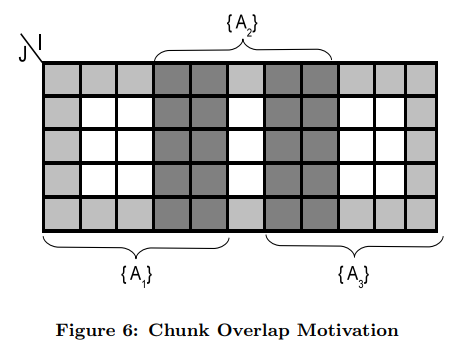 {A2}
I
J
{A1}
{A3}
Figure 6: Chunk Overlap Motivation